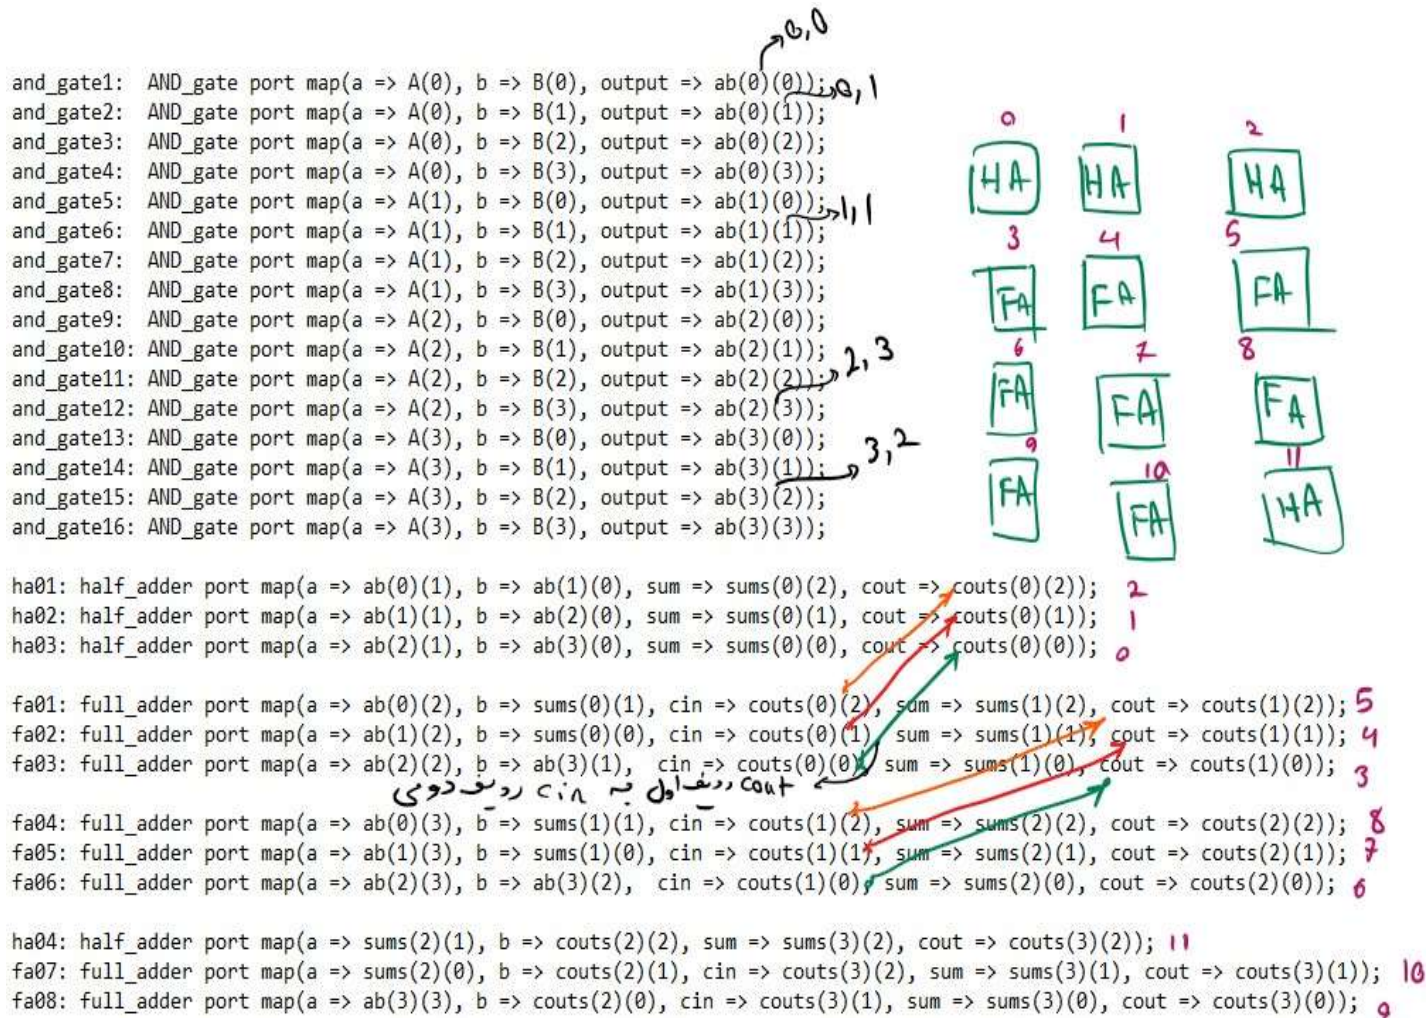 0,0
and_gate1: AND_gate port map(a => A(0), b => B(0), output => ab(0)(0)); 0,1
and_gate2: AND_gate port map(a => A(0), b => B(1), output => ab(0)(1));
and_gate3: AND_gate port map(a => A(0), b => B(2), output => ab(0)(2));
and_gate4: AND_gate port map(a => A(0), b => B(3), output => ab(0)(3));
and_gate5: AND_gate port map(a => A(1), b => B(0), output => ab(1)(0)); 1,1
and_gate6: AND_gate port map(a => A(1), b => B(1), output => ab(1)(1));
and_gate7: AND_gate port map(a => A(1), b => B(2), output => ab(1)(2));
and_gate8: AND_gate port map(a => A(1), b => B(3), output => ab(1)(3));
and_gate9: AND_gate port map(a => A(2), b => B(0), output => ab(2)(0));
and_gate10: AND_gate port map(a => A(2), b => B(1), output => ab(2)(1));
and_gate11: AND_gate port map(a => A(2), b => B(2), output => ab(2)(2)); 2,3
and_gate12: AND_gate port map(a => A(2), b => B(3), output => ab(2)(3));
and_gate13: AND_gate port map(a => A(3), b => B(0), output => ab(3)(0));
and_gate14: AND_gate port map(a => A(3), b => B(1), output => ab(3)(1)); 3,2
and_gate15: AND_gate port map(a => A(3), b => B(2), output => ab(3)(2));
and_gate16: AND_gate port map(a => A(3), b => B(3), output => ab(3)(3));
0 1 2
HA HA HA
3 4 5
FA FA FA
6 7 8
FA FA FA
9 10 11
FA FA HA
ha01: half_adder port map(a => ab(0)(1), b => ab(1)(0), sum => sums(0)(2), cout => couts(0)(2)); 2
ha02: half_adder port map(a => ab(1)(1), b => ab(2)(0), sum => sums(0)(1), cout => couts(0)(1)); 1
ha03: half_adder port map(a => ab(2)(1), b => ab(3)(0), sum => sums(0)(0), cout => couts(0)(0)); 0
fa01: full_adder port map(a => ab(0)(2), b => sums(0)(1), cin => couts(0)(2), sum => sums(1)(2), cout => couts(1)(2)); 5
fa02: full_adder port map(a => ab(1)(2), b => sums(0)(0), cin => couts(0)(1), sum => sums(1)(1), cout => couts(1)(1)); 4
fa03: full_adder port map(a => ab(2)(2), b => ab(3)(1), cin => couts(0)(0), sum => sums(1)(0), cout => couts(1)(0)); 3
cout ردیف اول به cin ردیف دومی
fa04: full_adder port map(a => ab(0)(3), b => sums(1)(1), cin => couts(1)(2), sum => sums(2)(2), cout => couts(2)(2)); 8
fa05: full_adder port map(a => ab(1)(3), b => sums(1)(0), cin => couts(1)(1), sum => sums(2)(1), cout => couts(2)(1)); 7
fa06: full_adder port map(a => ab(2)(3), b => ab(3)(2), cin => couts(1)(0), sum => sums(2)(0), cout => couts(2)(0)); 6
ha04: half_adder port map(a => sums(2)(1), b => couts(2)(2), sum => sums(3)(2), cout => couts(3)(2)); 11
fa07: full_adder port map(a => sums(2)(0), b => couts(2)(1), cin => couts(3)(2), sum => sums(3)(1), cout => couts(3)(1)); 10
fa08: full_adder port map(a => ab(3)(3), b => couts(2)(0), cin => couts(3)(1), sum => sums(3)(0), cout => couts(3)(0)); 9